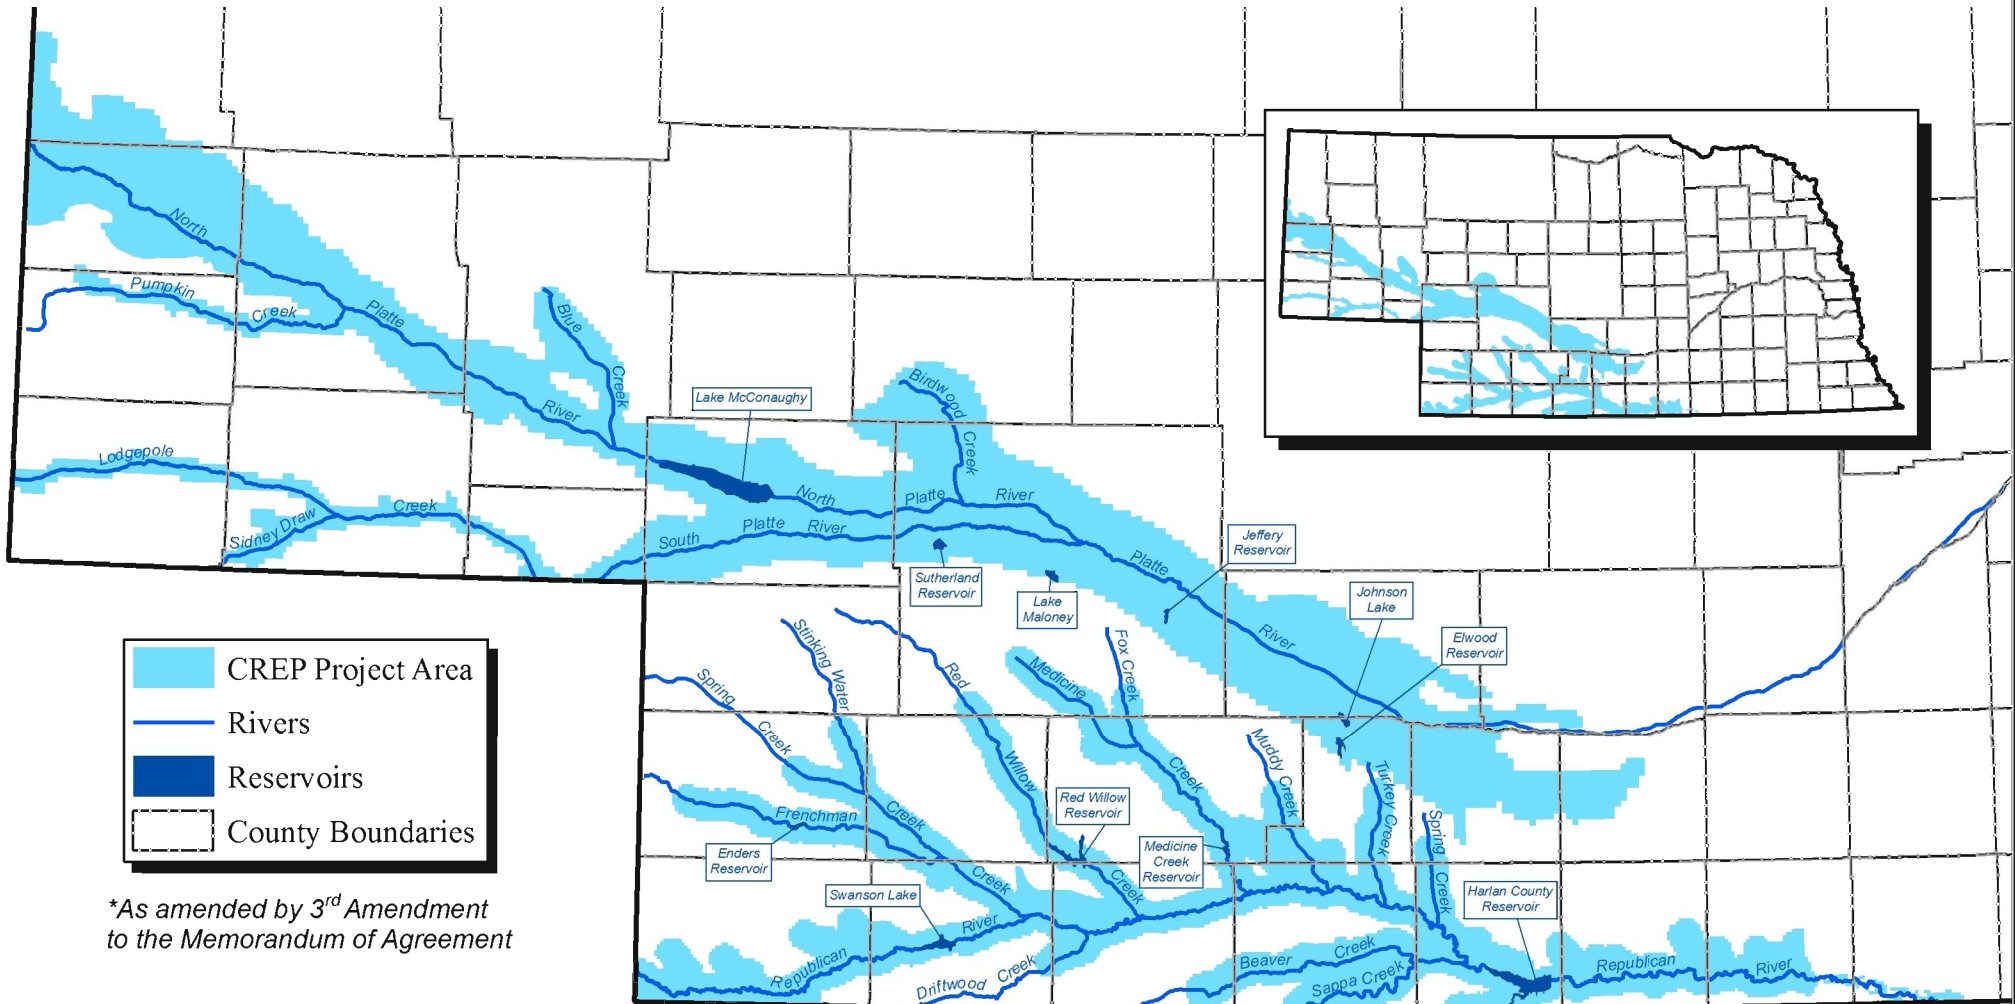 North
Pumpkin
Creek
Platte
Blue
Creek
River
Lake McConaughy
Birdwood
Creek
Lodgepole
Creek
Sidney Draw
North
Platte
River
South
Platte
River
Sutherland
Reservoir
Lake
Maloney
Platte
Jeffery
Reservoir
River
Johnson
Lake
Elwood
Reservoir
Stinking Water
Spring
Creek
Red
Willow
Creek
Medicine
Fox Creek
Creek
Muddy Creek
Turkey Creek
Spring
Creek
Frenchman
Creek
Creek
Enders
Reservoir
Red Willow
Reservoir
Medicine
Creek
Reservoir
Swanson Lake
Harlan County
Reservoir
Republican
River
Driftwood
Creek
Beaver
Creek
Sappa Creek
Republican
River
CREP Project Area
Rivers
Reservoirs
County Boundaries
*As amended by 3rd Amendment
to the Memorandum of Agreement